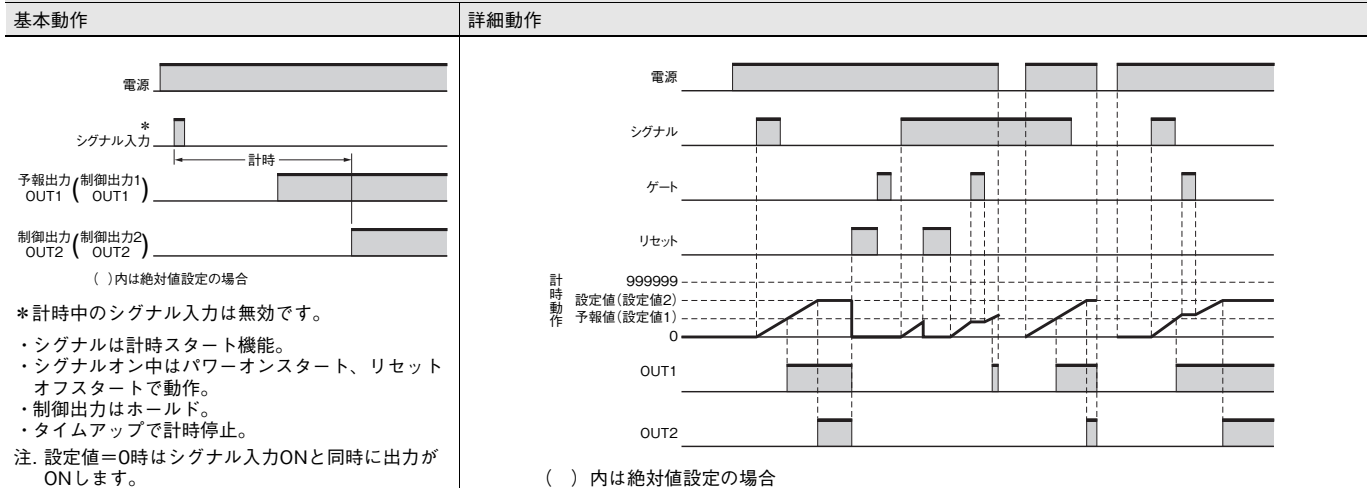 基本動作
電源
*
シグナル入力
計時
予報出力(制御出力1)
OUT1 OUT1
制御出力(制御出力2)
OUT2 OUT2
( )内は絶対値設定の場合
*計時中のシグナル入力は無効です。
・シグナルは計時スタート機能。
・シグナルオン中はパワーオンスタート、リセット
オフスタートで動作。
・制御出力はホールド。
・タイムアップで計時停止。
注. 設定値=0時はシグナル入力ONと同時に出力が
ONします。
詳細動作
電源
シグナル
ゲート
リセット
計時動作
999999
設定値(設定値2)
予報値(設定値1)
0
OUT1
OUT2
( )内は絶対値設定の場合